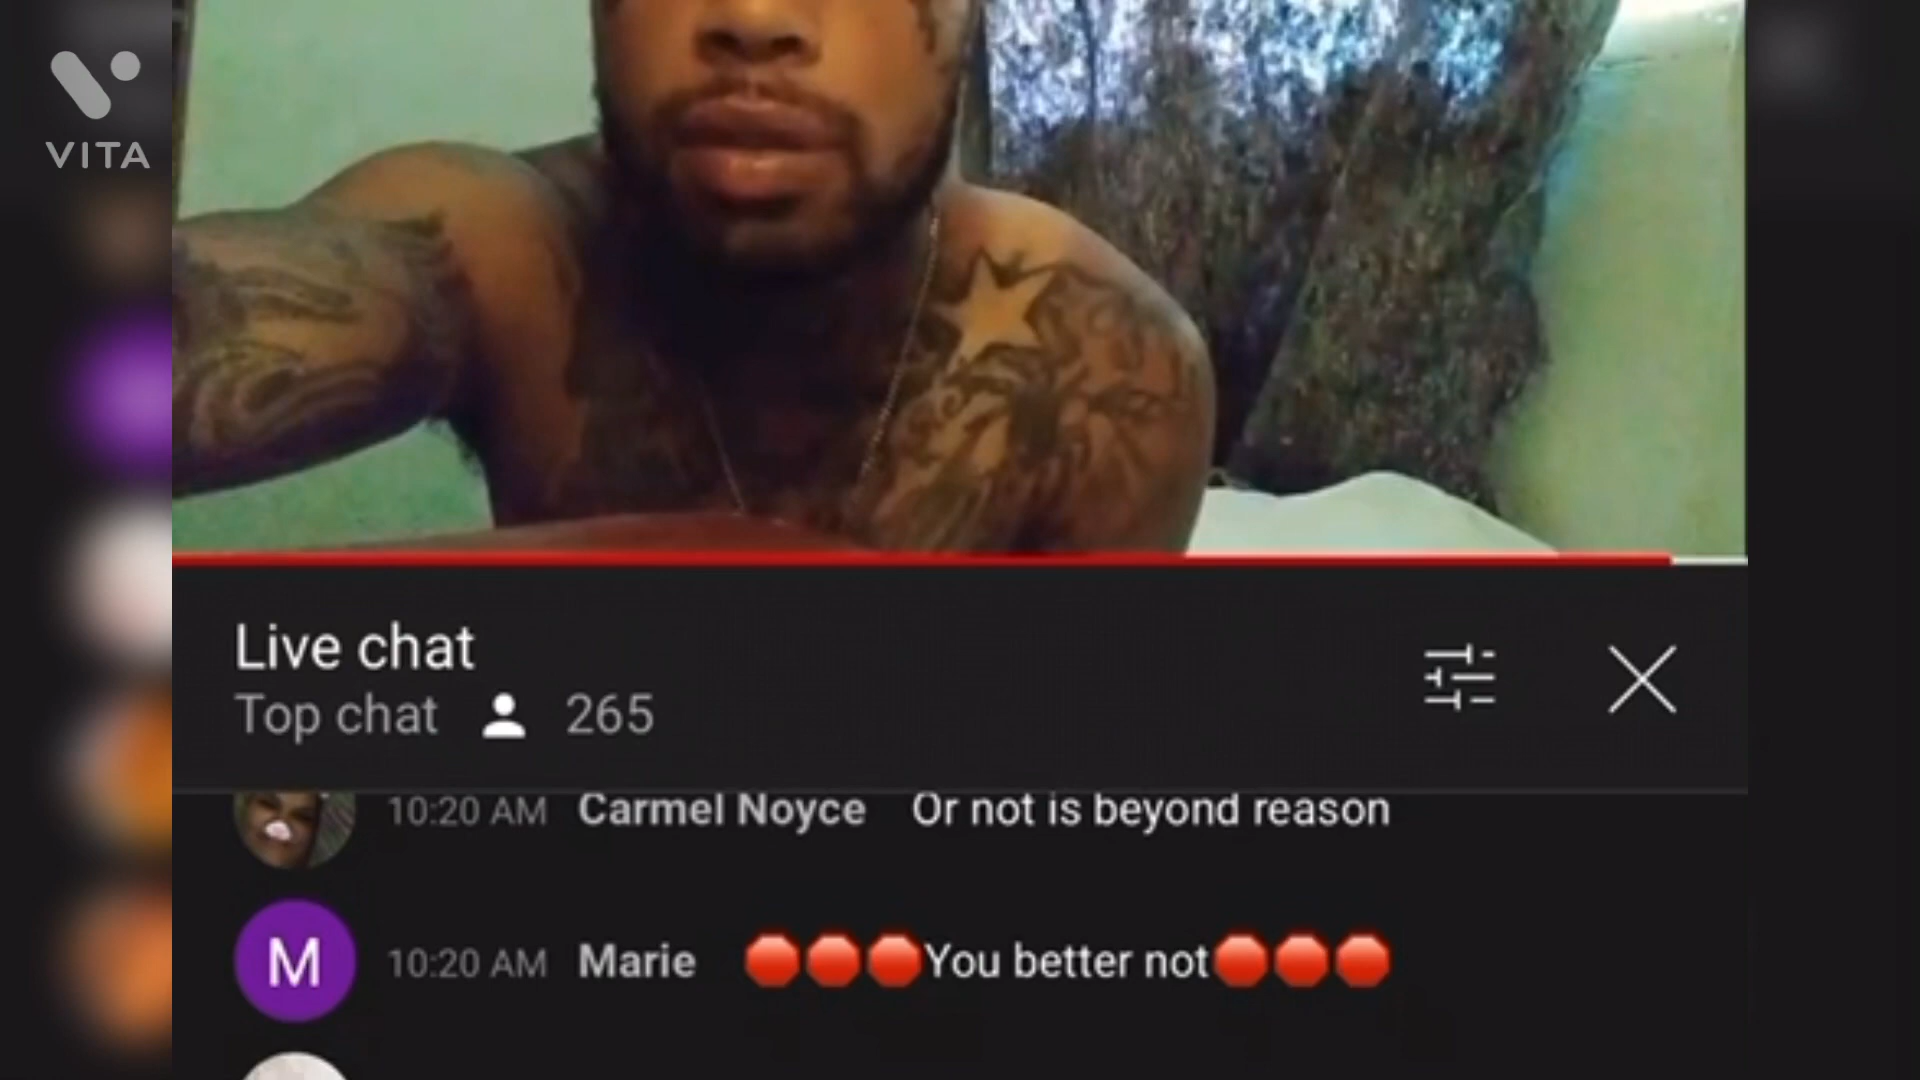 VITA
Live chat
Top chat 265
10:20 AM Carmel Noyce Or not is beyond reason
M 10:20 AM Marie 🛑🛑🛑You better not🛑🛑🛑